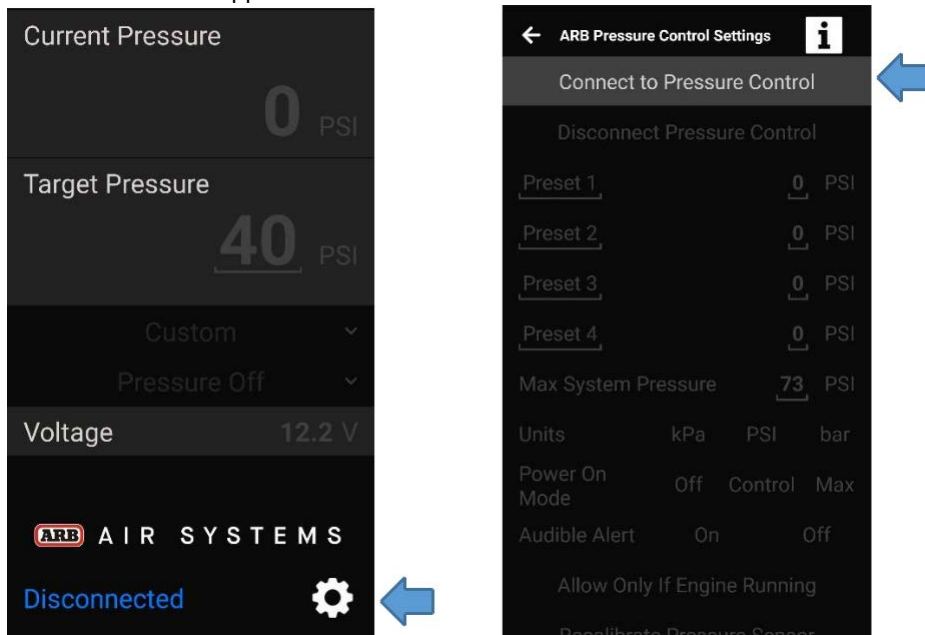 Current Pressure
0 PSI
Target Pressure
40 PSI
Custom
Pressure Off
Voltage 12.2 V
ARB AIR SYSTEMS
Disconnected
ARB Pressure Control Settings i
Connect to Pressure Control
Disconnect Pressure Control
Preset 1 0 PSI
Preset 2 0 PSI
Preset 3 0 PSI
Preset 4 0 PSI
Max System Pressure 73 PSI
Units kPa PSI bar
Power On
Mode Off Control Max
Audible Alert On Off
Allow Only If Engine Running
Recalibrate Pressure Sensor